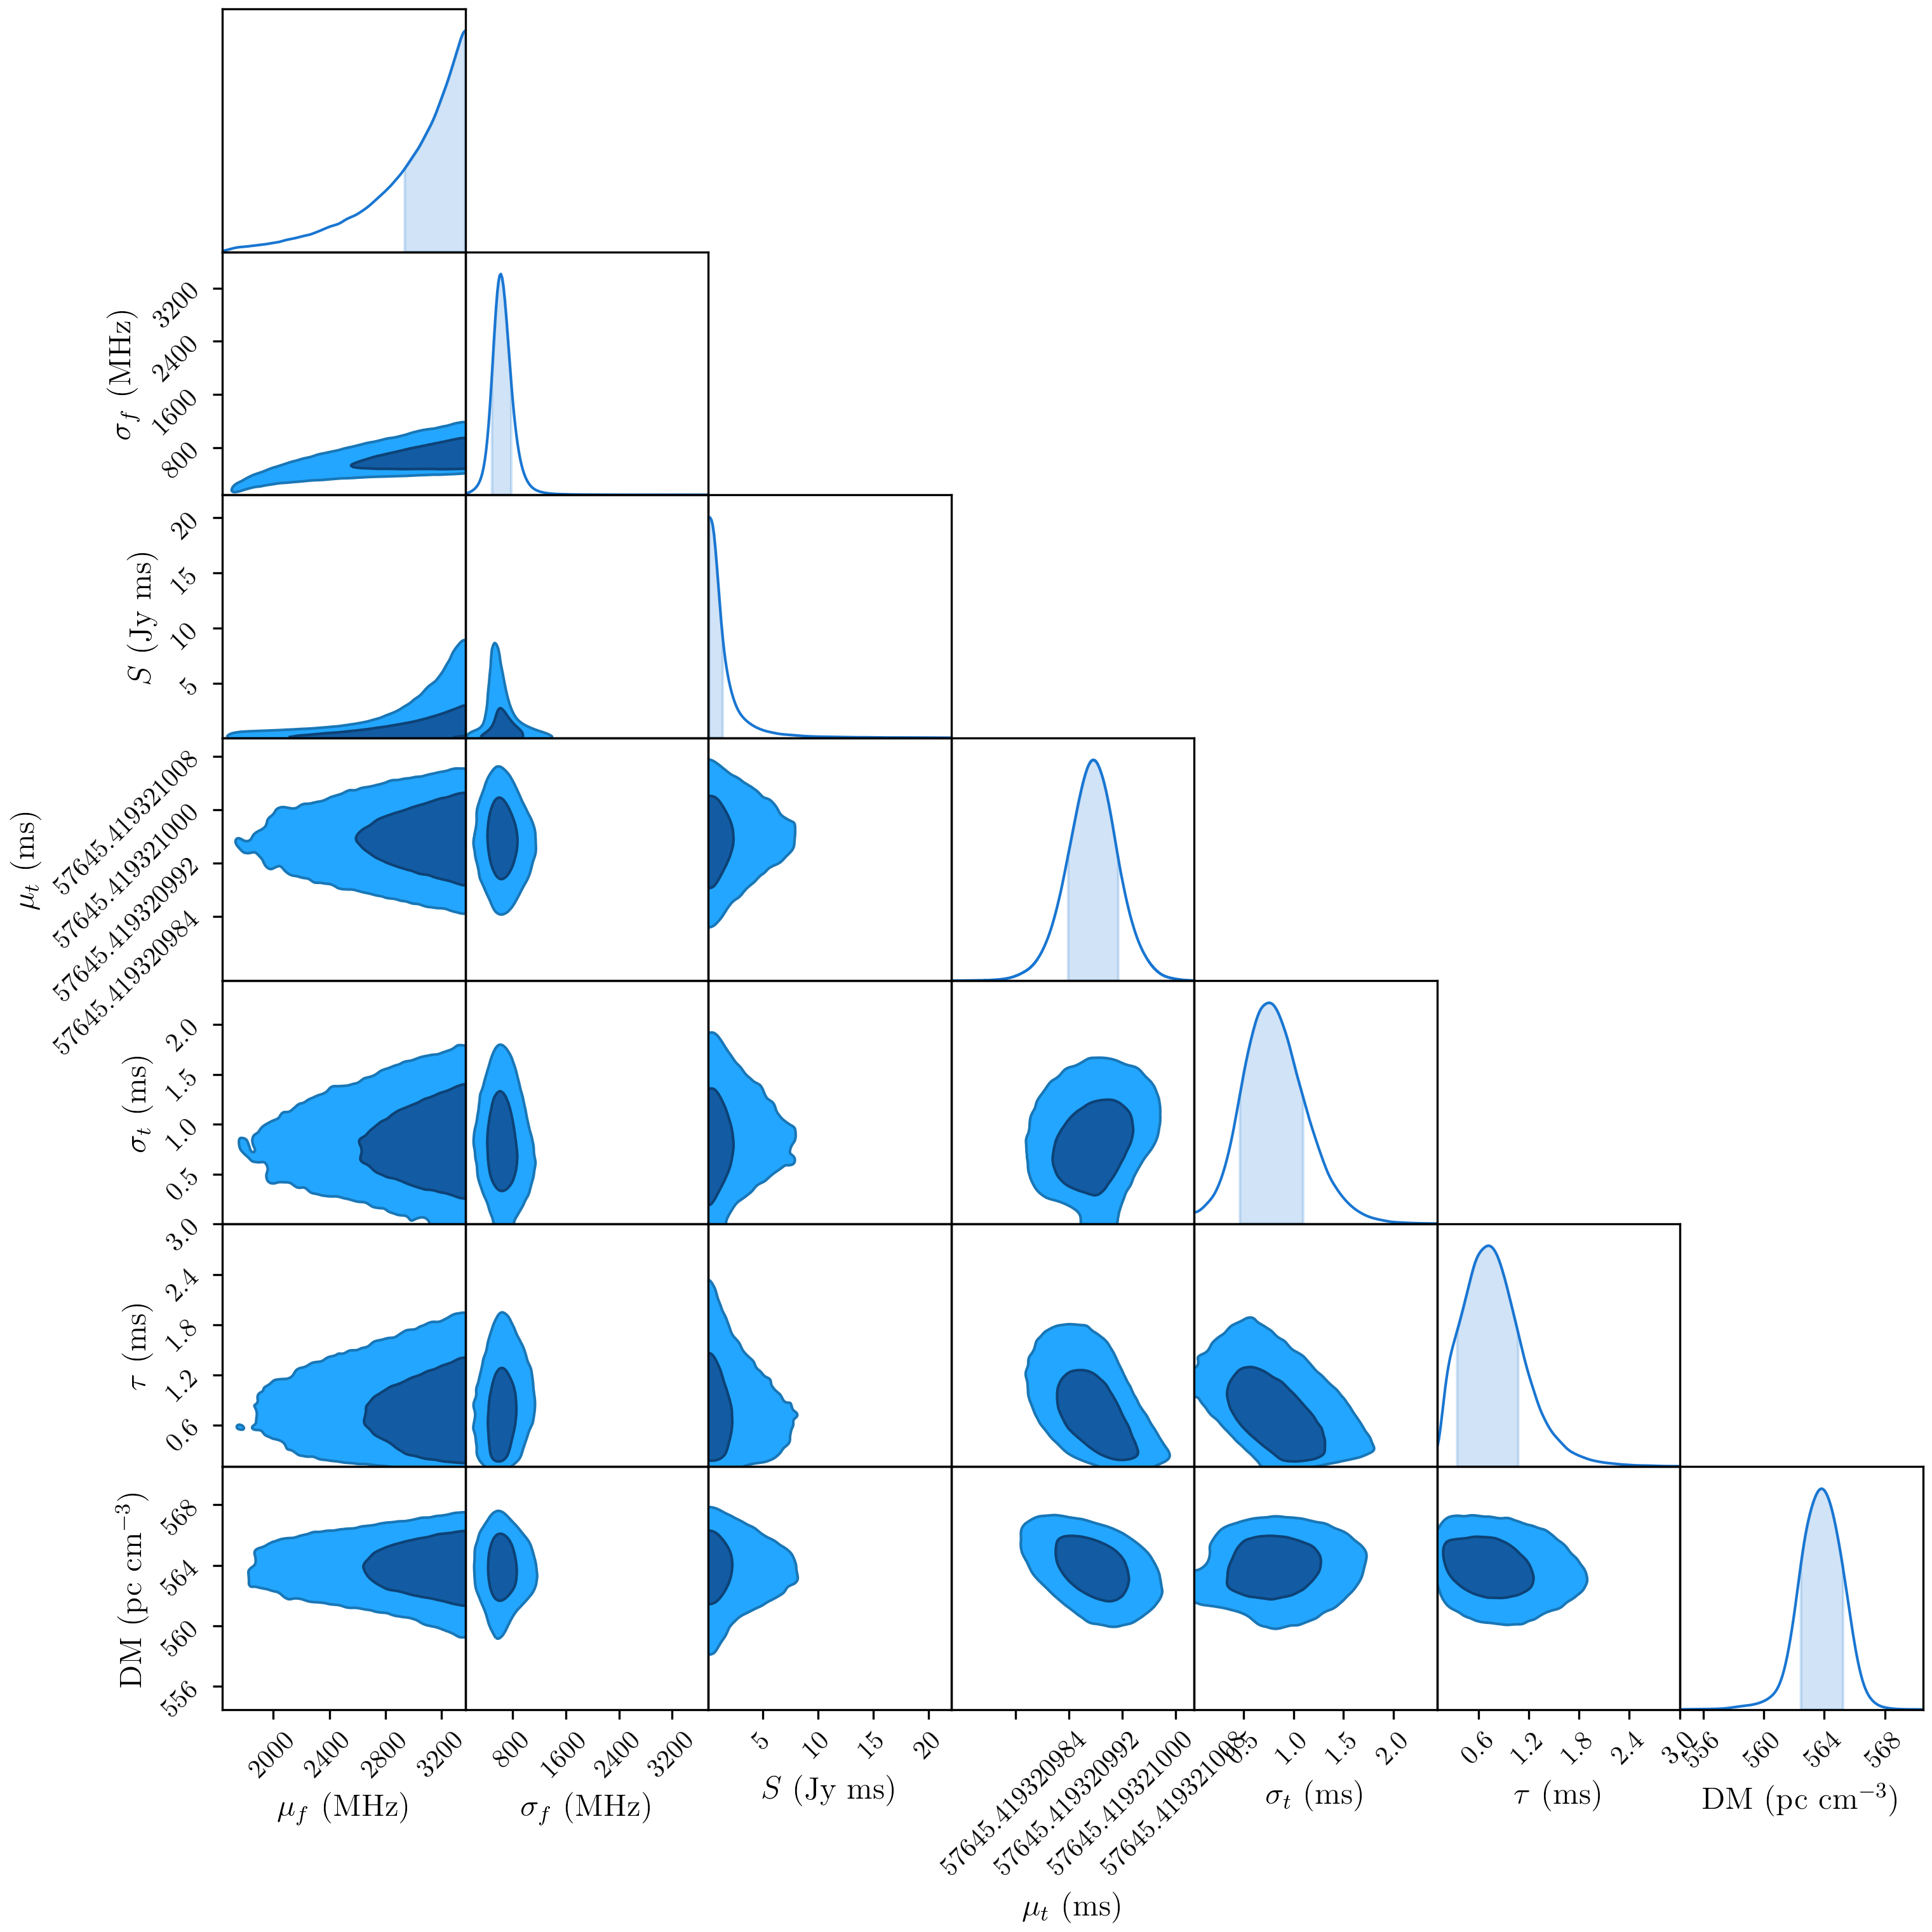 σ_f (MHz)
3200
2400
1600
800
S (Jy ms)
20
15
10
5
μ_t (ms)
57645.419321008
57645.419321000
57645.419320992
57645.419320984
σ_t (ms)
2.0
1.5
1.0
0.5
τ (ms)
3.0
2.4
1.8
1.2
0.6
DM (pc cm⁻³)
568
564
560
556
2000 2400 2800 3200
μ_f (MHz)
800 1600 2400 3200
σ_f (MHz)
5 10 15 20
S (Jy ms)
57645.419320984 57645.419320992 57645.419321000 57645.419321008
μ_t (ms)
0.5 1.0 1.5 2.0
σ_t (ms)
0.6 1.2 1.8 2.4 3.0
τ (ms)
556 560 564 568
DM (pc cm⁻³)